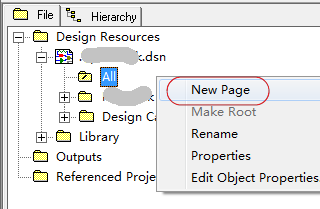 File Hierarchy
Design Resources
.dsn
All
New Page
Make Root
Rename
Design Ca
Properties
Library
Edit Object Properties
Outputs
Referenced Proje